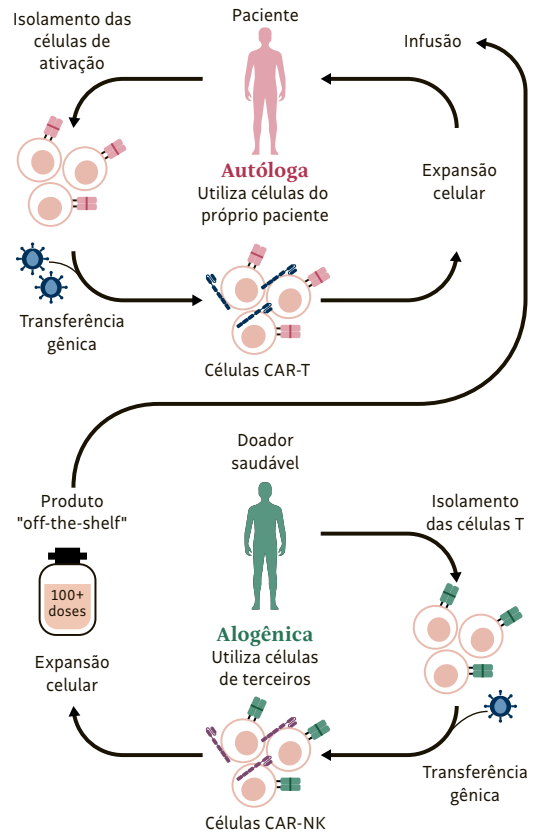 Isolamento das
células de
ativação
Paciente
Infusão
Autóloga
Utiliza células do
próprio paciente
Expansão
celular
Transferência
gênica
Células CAR-T
Doador
saudável
Produto
"off-the-shelf"
Isolamento
das células T
100+
doses
Alogênica
Utiliza células
de terceiros
Expansão
celular
Transferência
gênica
Células CAR-NK